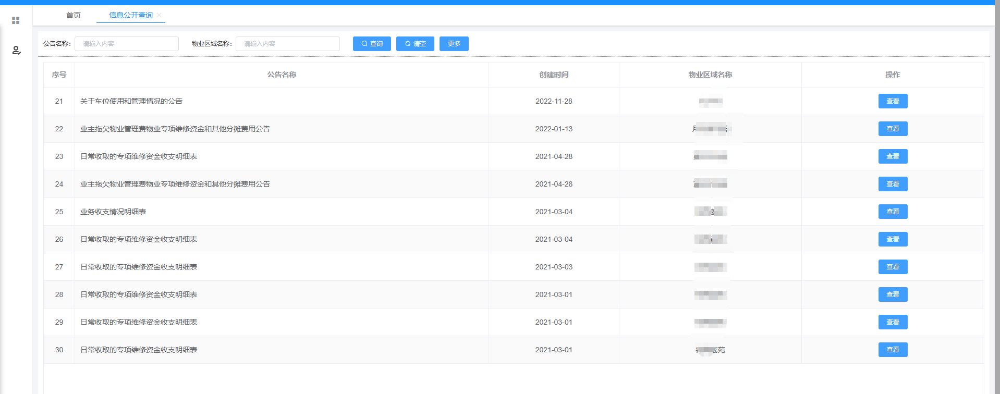 首页 信息公开查询
公告名称： 请输入内容 物业区域名称： 请输入内容 查询 清空 更多
序号 公告名称 创建时间 物业区域名称 操作
21 关于车位使用和管理情况的公告 2022-11-28 查看
22 业主拖欠物业管理费物业专项维修资金和其他分摊费用公告 2022-01-13 查看
23 日常收取的专项维修资金收支明细表 2021-04-28 查看
24 业主拖欠物业管理费物业专项维修资金和其他分摊费用公告 2021-04-28 查看
25 业务收支情况明细表 2021-03-04 查看
26 日常收取的专项维修资金收支明细表 2021-03-04 查看
27 日常收取的专项维修资金收支明细表 2021-03-03 查看
28 日常收取的专项维修资金收支明细表 2021-03-01 查看
29 日常收取的专项维修资金收支明细表 2021-03-01 查看
30 日常收取的专项维修资金收支明细表 2021-03-01 苑 查看